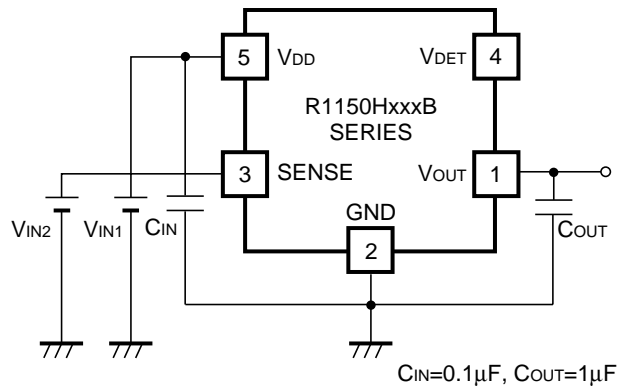 5 VDD VDET 4
R1150HxxxB
SERIES
3 SENSE VOUT 1
GND
VIN2 VIN1 CIN 2 COUT
CIN=0.1μF, COUT=1μF